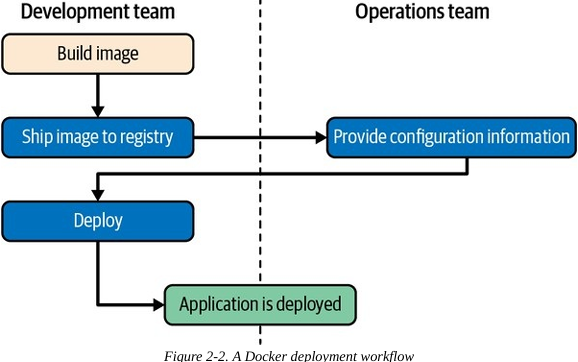 Development team
Operations team
Build image
Ship image to registry
Provide configuration information
Deploy
Application is deployed
Figure 2-2. A Docker deployment workflow